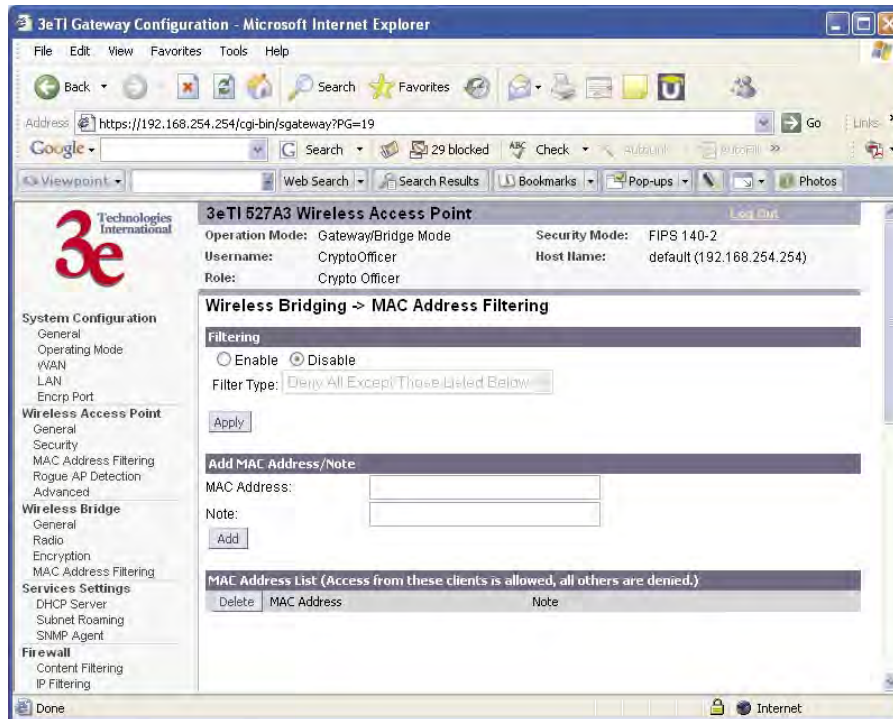 3eTI Gateway Configuration - Microsoft Internet Explorer
File Edit View Favorites Tools Help
Back Search Favorites
Address https://192.168.254.254/cgi-bin/sgateway?PG=19 Go Links
Google Search 29 blocked Check AutoLink AutoFill
Viewpoint Web Search Search Results Bookmarks Pop-ups Photos
3e Technologies
International
3eTI 527A3 Wireless Access Point Log Out
Operation Mode: Gateway/Bridge Mode Security Mode: FIPS 140-2
Username: CryptoOfficer Host Name: default (192.168.254.254)
Role: Crypto Officer
System Configuration
General
Operating Mode
WAN
LAN
Encrp Port
Wireless Access Point
General
Security
MAC Address Filtering
Rogue AP Detection
Advanced
Wireless Bridge
General
Radio
Encryption
MAC Address Filtering
Services Settings
DHCP Server
Subnet Roaming
SNMP Agent
Firewall
Content Filtering
IP Filtering
Wireless Bridging -> MAC Address Filtering
Filtering
Enable Disable
Filter Type: Deny All Except Those Listed Below
Apply
Add MAC Address/Note
MAC Address:
Note:
Add
MAC Address List (Access from these clients is allowed, all others are denied.)
Delete MAC Address Note
Done Internet